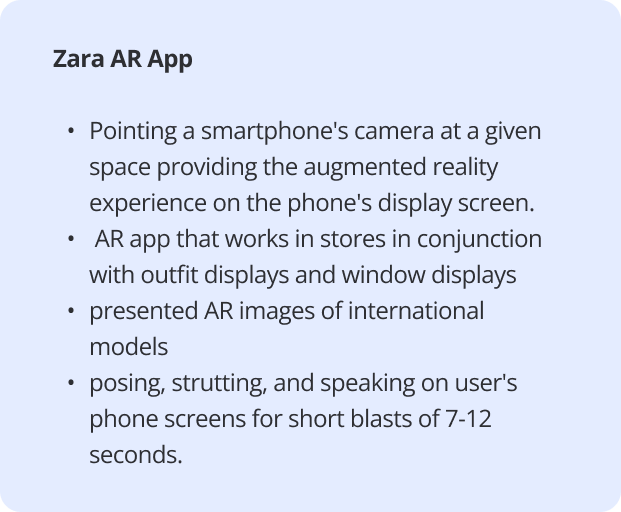 Zara AR App
• Pointing a smartphone's camera at a given
space providing the augmented reality
experience on the phone's display screen.
• AR app that works in stores in conjunction
with outfit displays and window displays
• presented AR images of international
models
• posing, strutting, and speaking on user's
phone screens for short blasts of 7-12
seconds.